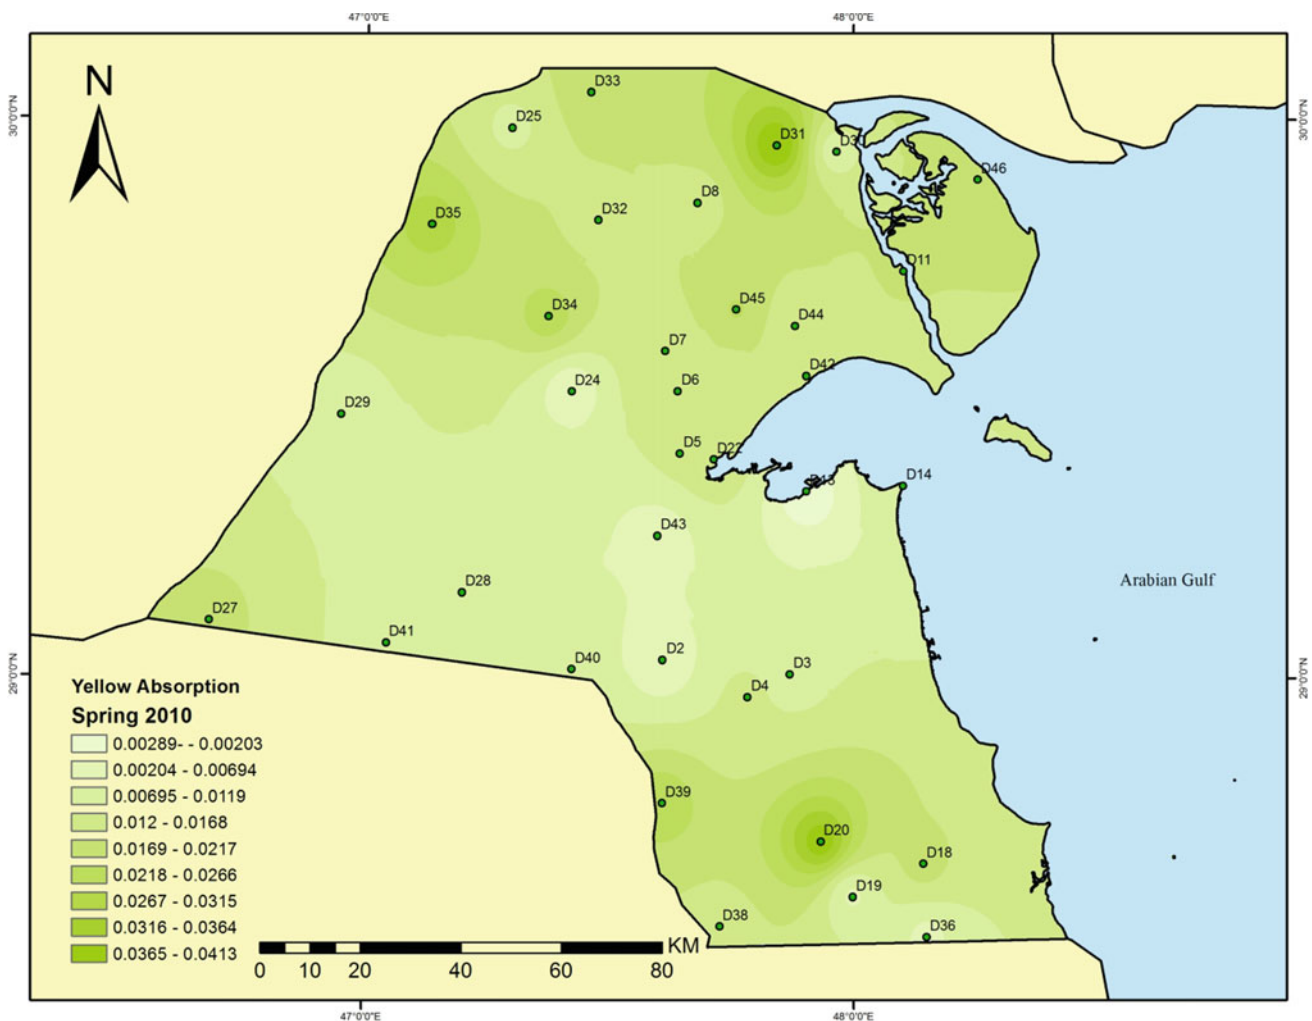 47°0'0"E
48°0'0"E
N
30°0'0"N
30°0'0"N
D33
D25
D31
D30
D46
D8
D35
D32
D11
D34
D45
D44
D7
D42
D24
D6
D29
D5
D22
D13
D14
D43
Arabian Gulf
D28
D27
D41
D40
D2
D3
D4
29°0'0"N
29°0'0"N
Yellow Absorption
Spring 2010
0.00289- - 0.00203
0.00204 - 0.00694
0.00695 - 0.0119
0.012 - 0.0168
0.0169 - 0.0217
0.0218 - 0.0266
0.0267 - 0.0315
0.0316 - 0.0364
0.0365 - 0.0413
D39
D20
D18
D19
D38
D36
KM
0 10 20 40 60 80
47°0'0"E
48°0'0"E